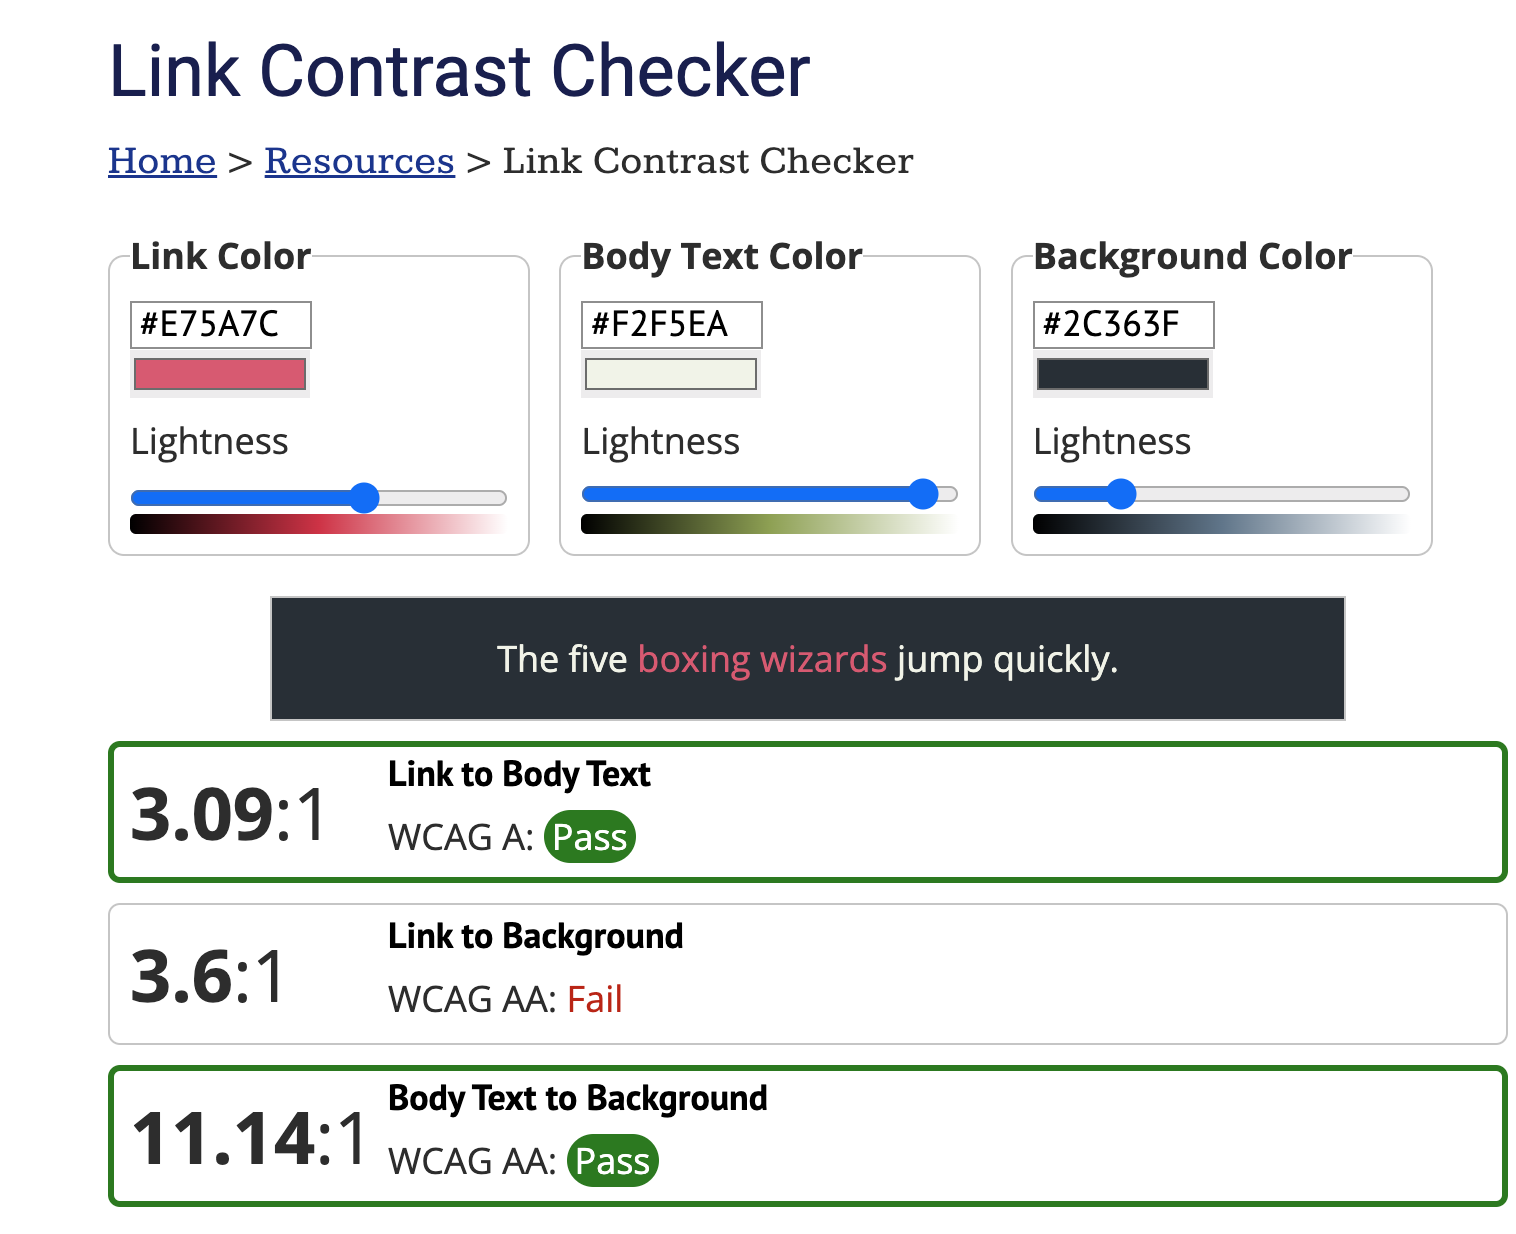 Link Contrast Checker
Home > Resources > Link Contrast Checker
Link Color
#E75A7C
Lightness
Body Text Color
#F2F5EA
Lightness
Background Color
#2C363F
Lightness
The five boxing wizards jump quickly.
3.09:1
Link to Body Text
WCAG A: Pass
3.6:1
Link to Background
WCAG AA: Fail
11.14:1
Body Text to Background
WCAG AA: Pass